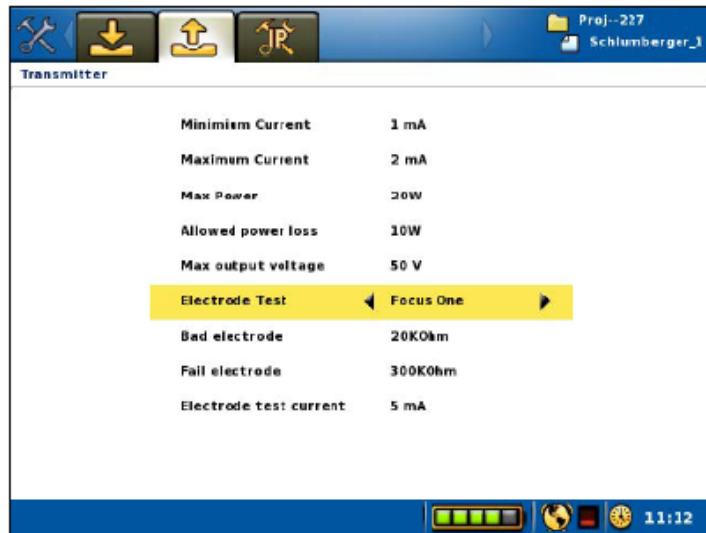 Proj--227
Schlumberger_1
Transmitter
Minimium Current 1 mA
Maximum Current 2 mA
Max Power 20W
Allowed power loss 10W
Max output voltage 50 V
Electrode Test Focus One
Bad electrode 20KOhm
Fail electrode 300KOhm
Electrode test current 5 mA
11:12